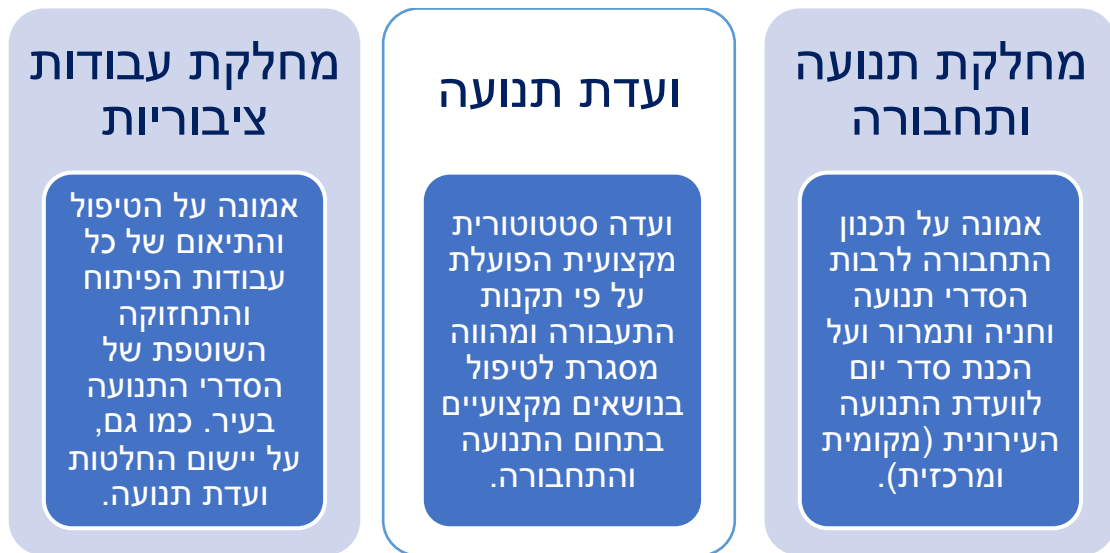 מחלקת תנועה
ותחבורה
אמונה על תכנון
התחבורה לרבות
הסדרי תנועה
וחניה ותמרור ועל
הכנת סדר יום
לוועדת התנועה
העירונית (מקומית
ומרכזית).
ועדת תנועה
ועדה סטטוטורית
מקצועית הפועלת
על פי תקנות
התעבורה ומהווה
מסגרת לטיפול
בנושאים מקצועיים
בתחום התנועה
והתחבורה.
מחלקת עבודות
ציבוריות
אמונה על הטיפול
והתיאום של כל
עבודות הפיתוח
והתחזוקה
השוטפת של
הסדרי התנועה
בעיר. כמו גם,
על יישום החלטות
ועדת תנועה.